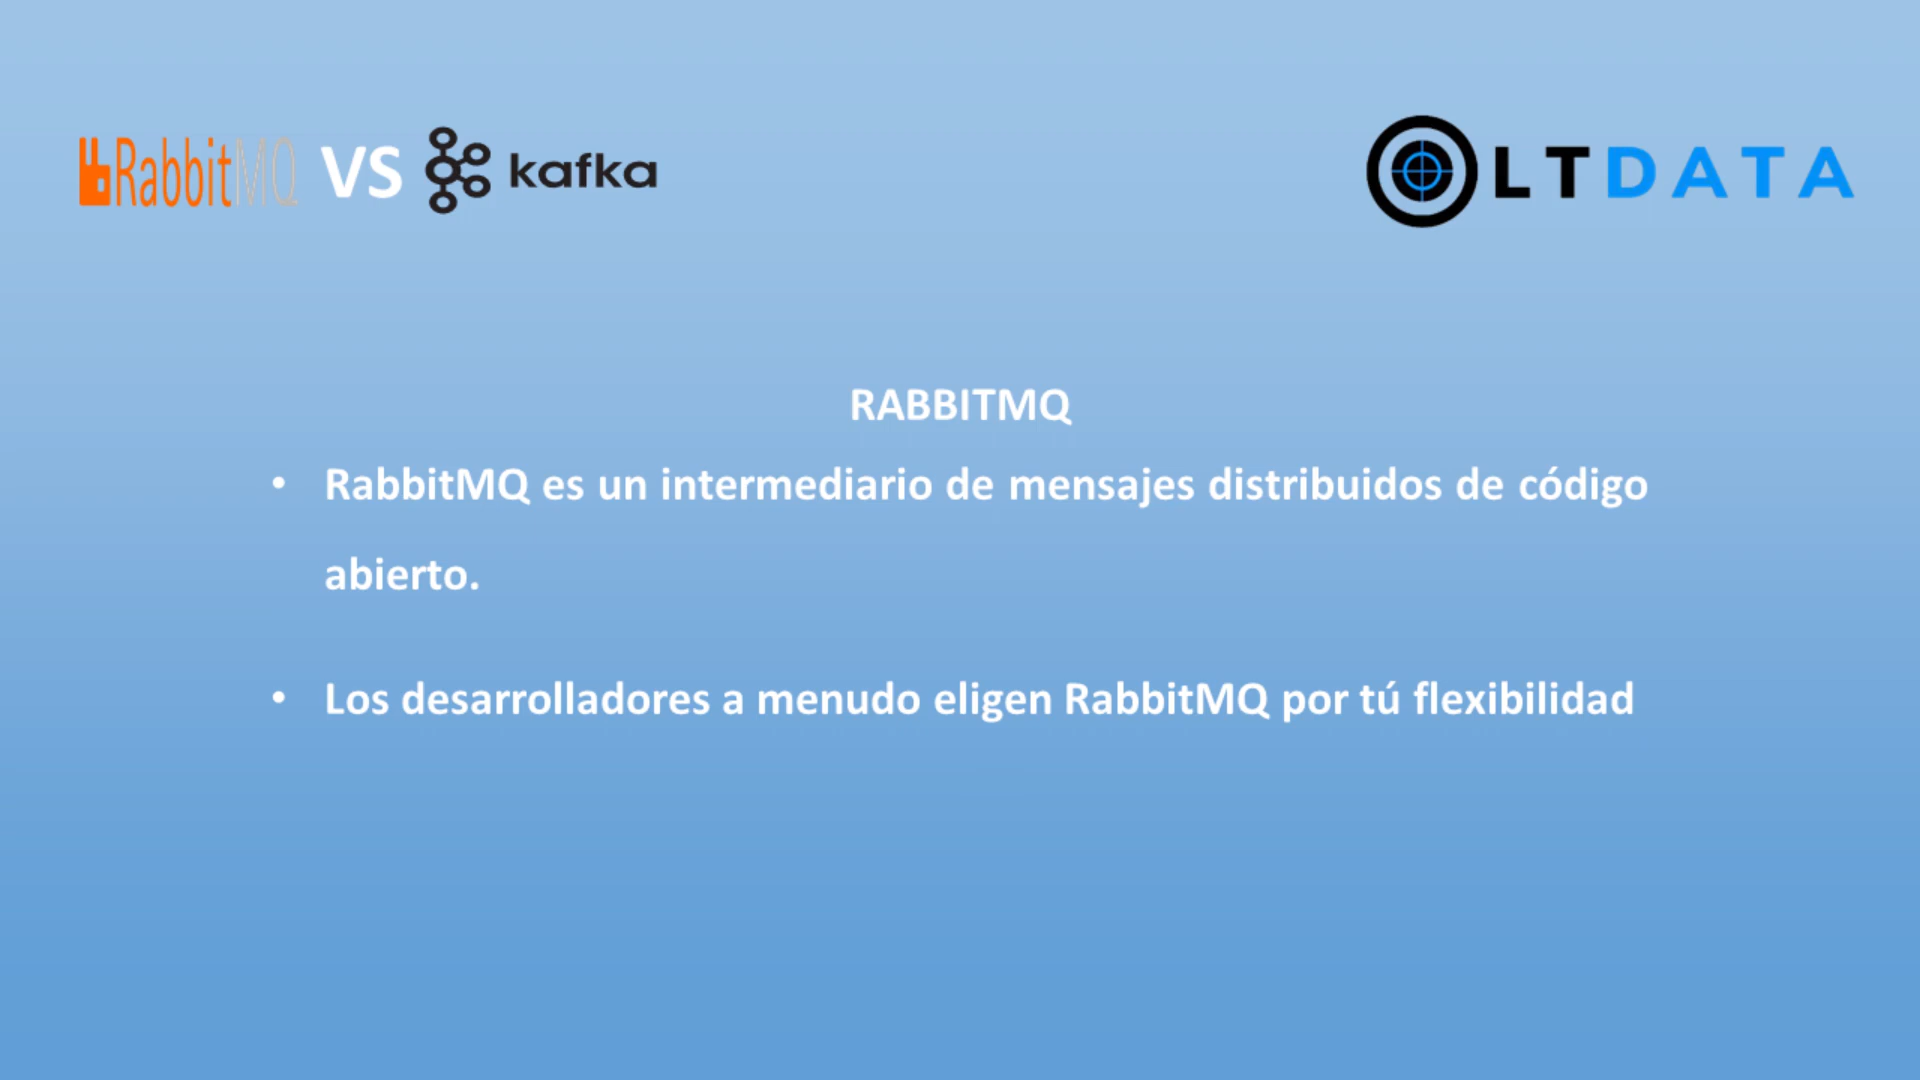 RabbitMQ VS kafka
LTDATA
RABBITMQ
• RabbitMQ es un intermediario de mensajes distribuidos de código
abierto.
• Los desarrolladores a menudo eligen RabbitMQ por tú flexibilidad